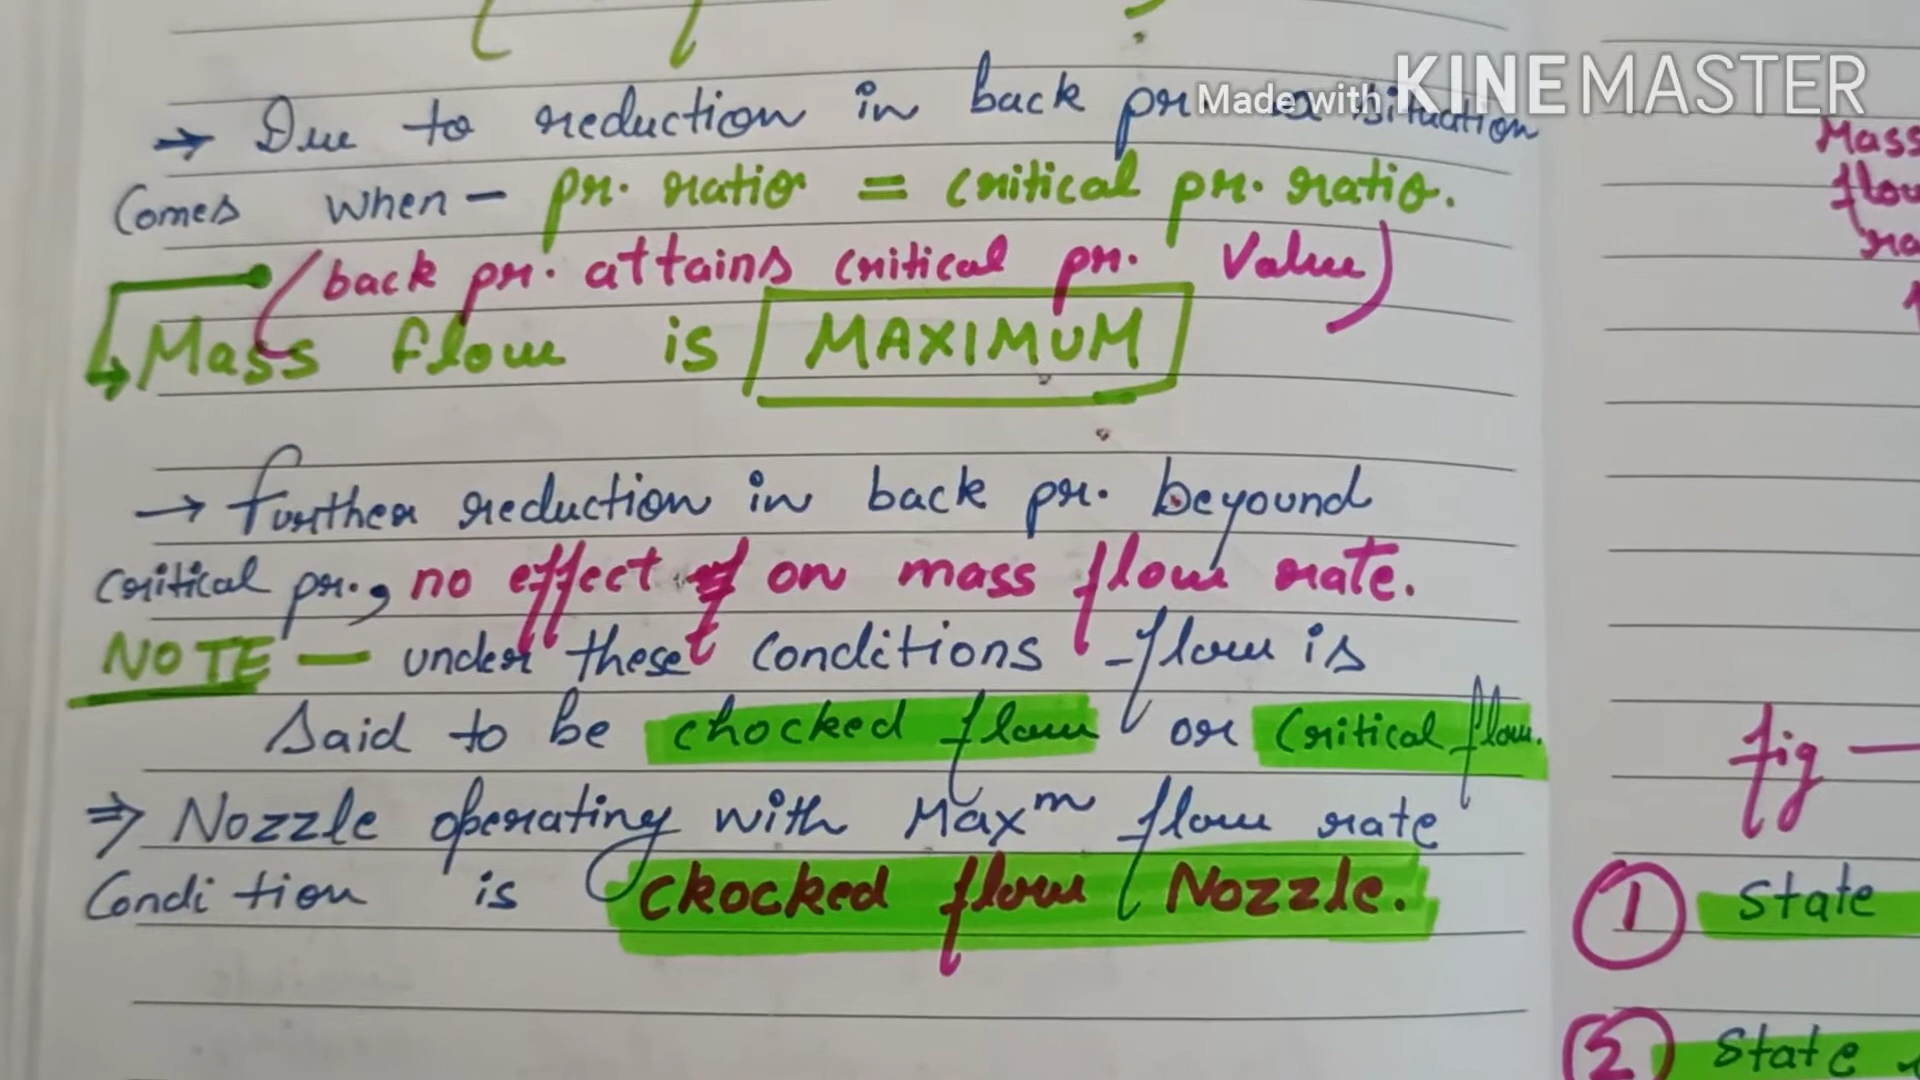 Made with KINEMASTER
→ Due to reduction in back pr. a situation
Comes when – pr. ratio = critical pr. ratio.
(back pr. attains critical pr. Value)
Mass flow is MAXIMUM
→ further reduction in back pr. beyound
critical pr., no effect on mass flow rate.
NOTE — under these conditions flow is
Said to be chocked flow or Critical flow.
⇒ Nozzle operating with Maxᵐ flow rate
Condition is ckocked flow Nozzle.
Mass
flow
fig —
① State
② State